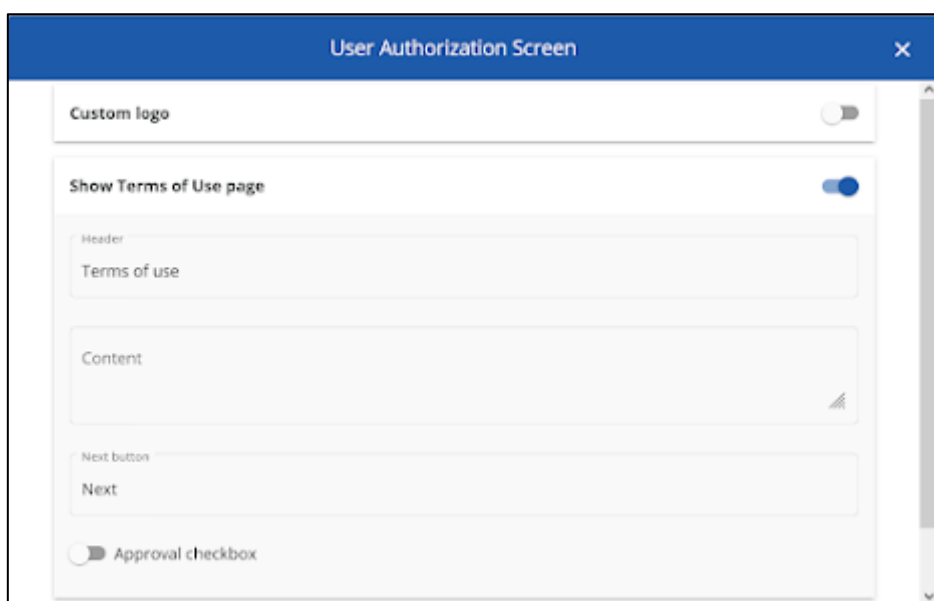 User Authorization Screen
Custom logo
Show Terms of Use page
Header
Terms of use
Content
Next button
Next
Approval checkbox